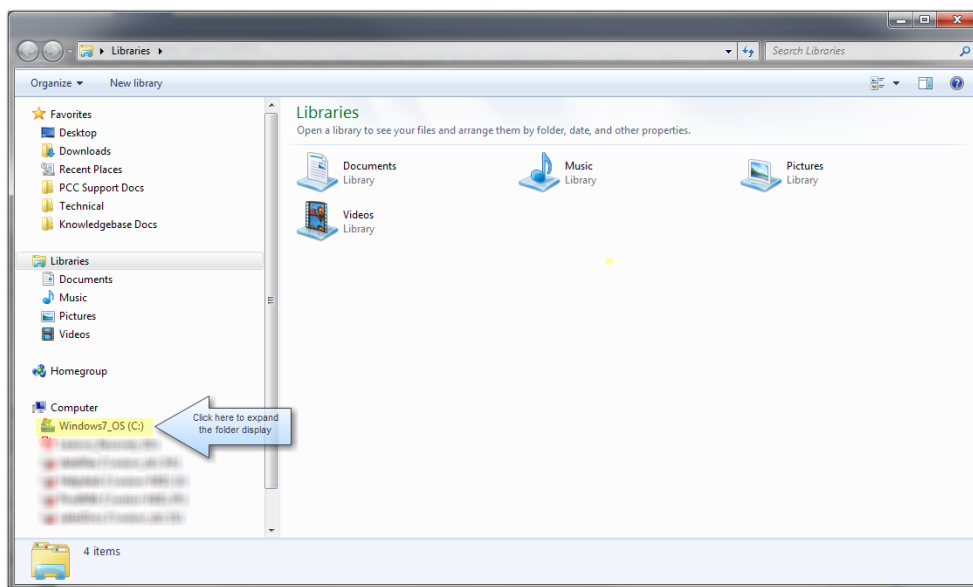 Libraries
Search Libraries
Organize
New library
Favorites
Desktop
Downloads
Recent Places
PCC Support Docs
Technical
Knowledgebase Docs
Libraries
Documents
Music
Pictures
Videos
Homegroup
Computer
Windows7_OS (C:)
Click here to expand
the folder display
Libraries
Open a library to see your files and arrange them by folder, date, and other properties.
Documents
Library
Music
Library
Pictures
Library
Videos
Library
4 items